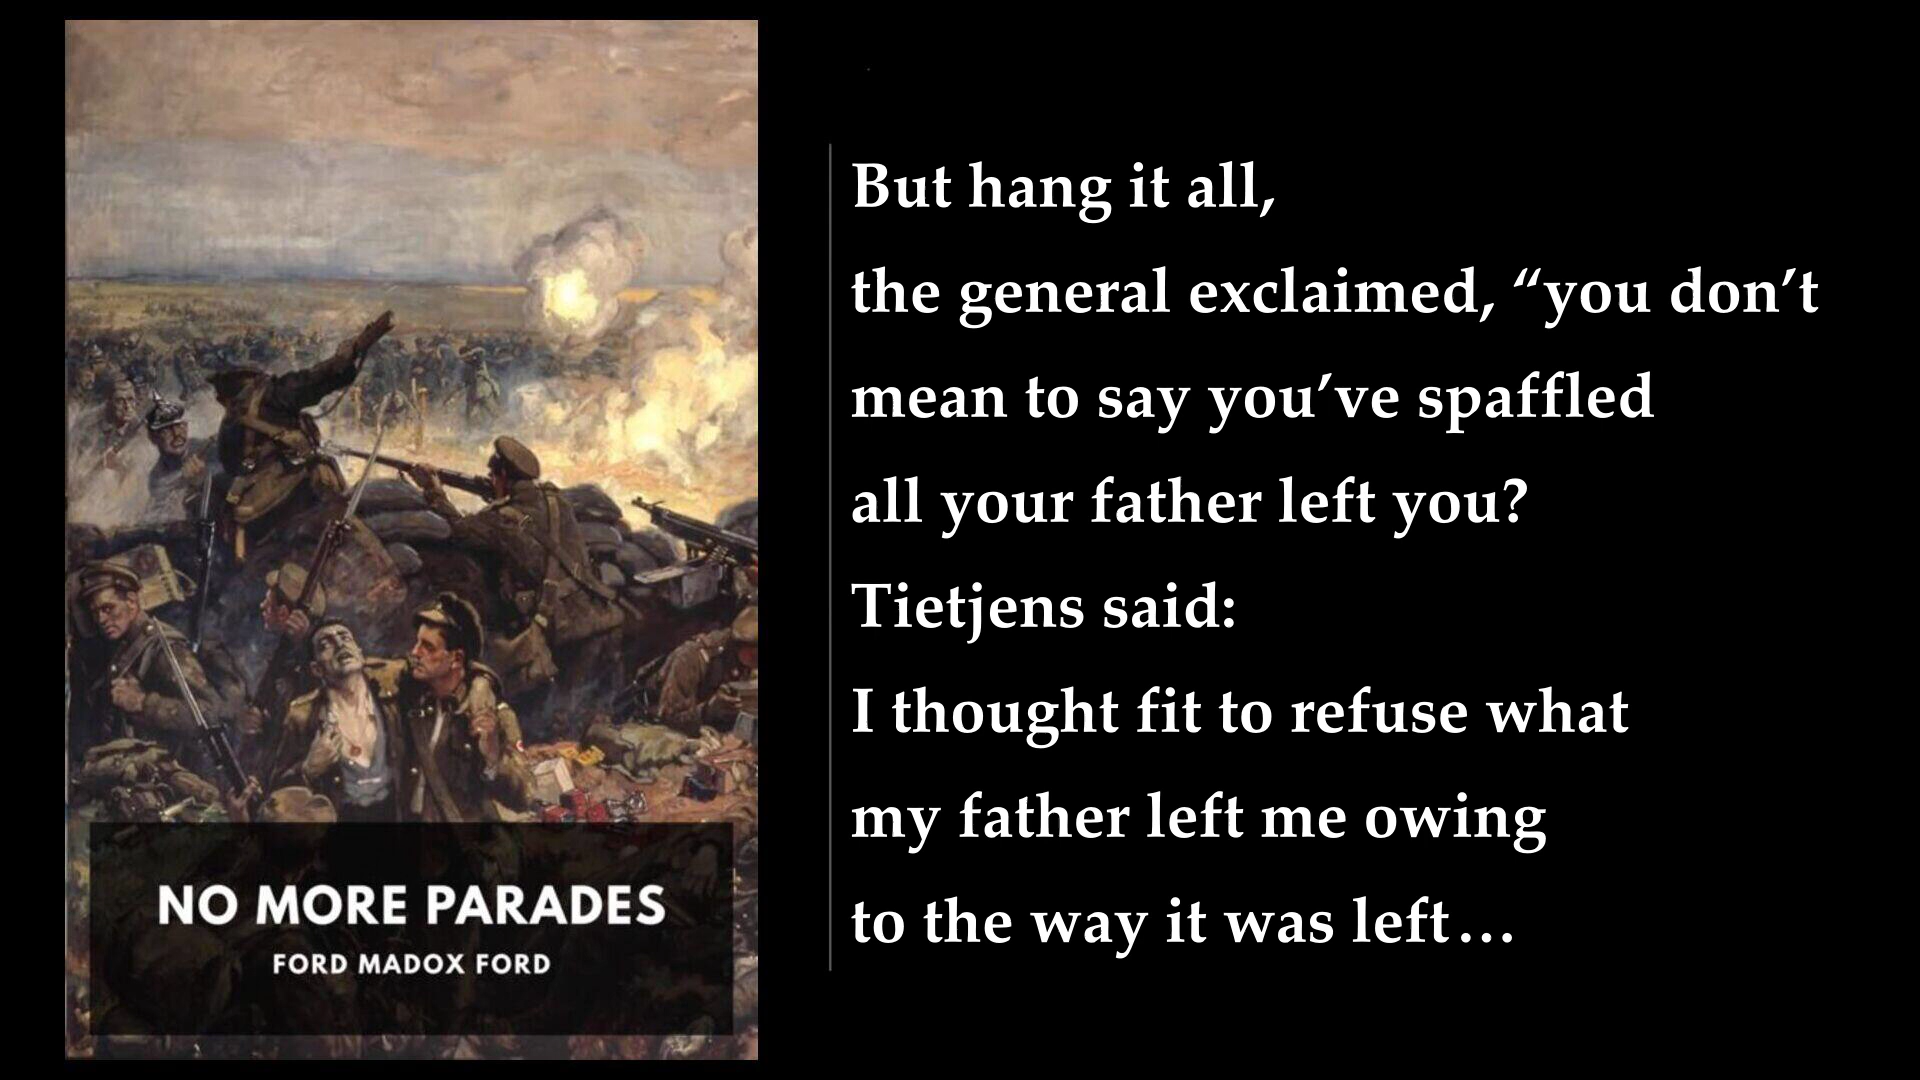 But hang it all,
the general exclaimed, “you don’t
mean to say you’ve spaffled
all your father left you?
Tietjens said:
I thought fit to refuse what
my father left me owing
to the way it was left…
NO MORE PARADES
FORD MADOX FORD